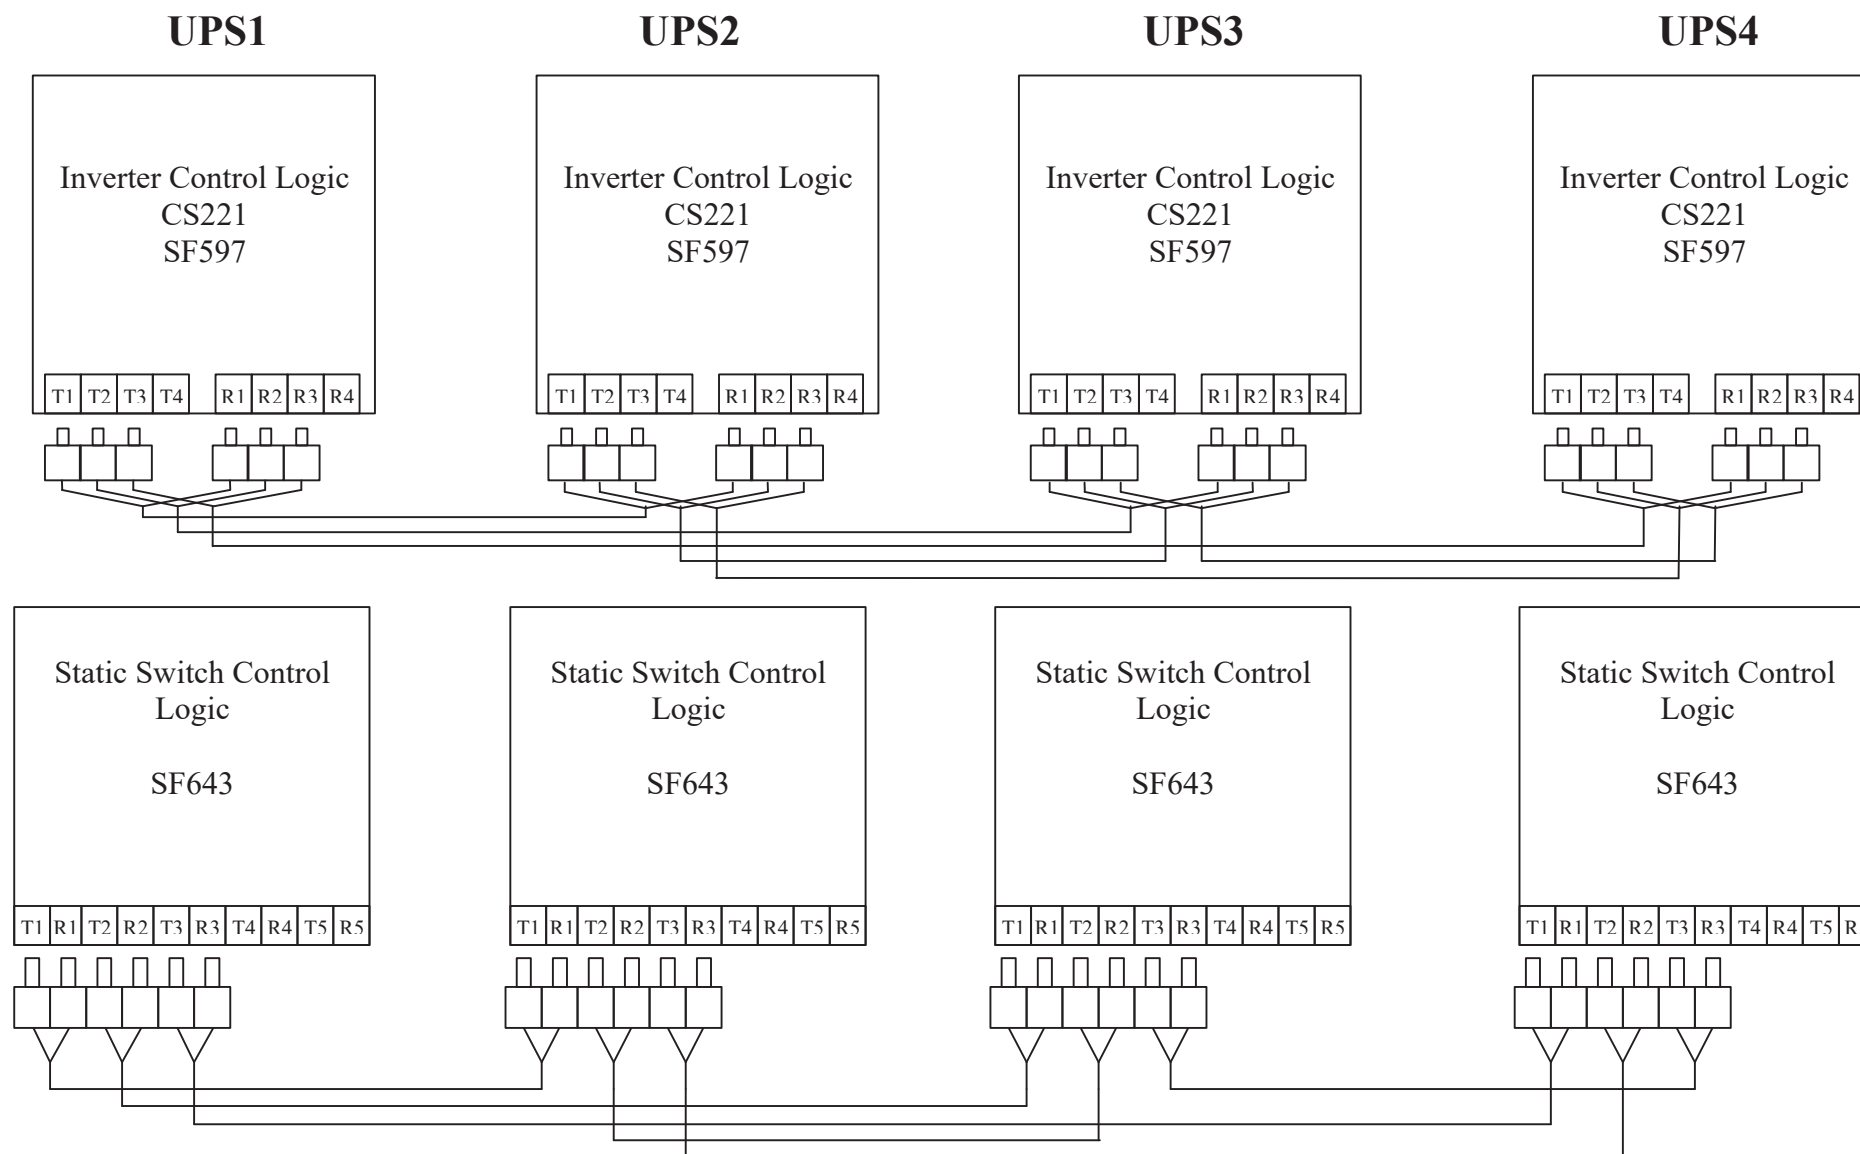 UPS1 UPS2 UPS3 UPS4
Inverter Control Logic Inverter Control Logic Inverter Control Logic Inverter Control Logic
CS221 CS221 CS221 CS221
SF597 SF597 SF597 SF597
T1 T2 T3 T4 R1 R2 R3 R4 T1 T2 T3 T4 R1 R2 R3 R4 T1 T2 T3 T4 R1 R2 R3 R4 T1 T2 T3 T4 R1 R2 R3 R4
Static Switch Control Static Switch Control Static Switch Control Static Switch Control
Logic Logic Logic Logic
SF643 SF643 SF643 SF643
T1 R1 T2 R2 T3 R3 T4 R4 T5 R5 T1 R1 T2 R2 T3 R3 T4 R4 T5 R5 T1 R1 T2 R2 T3 R3 T4 R4 T5 R5 T1 R1 T2 R2 T3 R3 T4 R4 T5 R